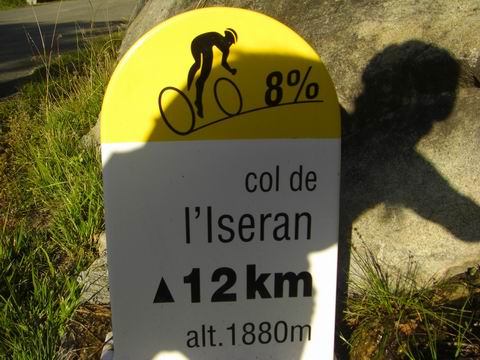 8%
col de
l'Iseran
▲12 km
alt.1880m